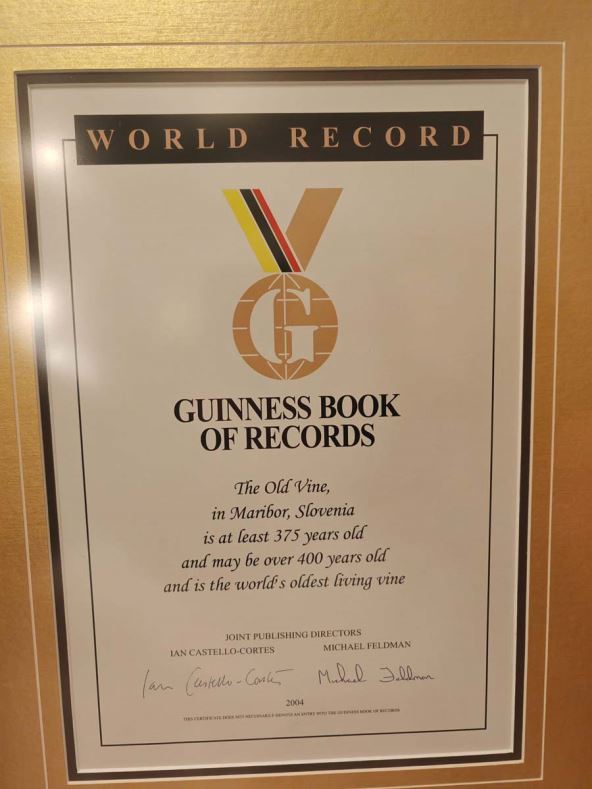 WORLD RECORD
G
GUINNESS BOOK
OF RECORDS
The Old Vine,
in Maribor, Slovenia
is at least 375 years old
and may be over 400 years old
and is the world's oldest living vine
JOINT PUBLISHING DIRECTORS
IAN CASTELLO-CORTES MICHAEL FELDMAN
Ian Castello-Cortes Michael Feldman
2004
THIS CERTIFICATE DOES NOT NECESSARILY DENOTE AN ENTRY INTO THE GUINNESS BOOK OF RECORDS